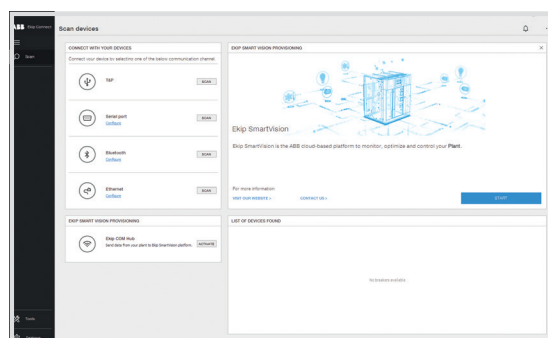 ABB Ekip Connect
Scan devices
Scan
CONNECT WITH YOUR DEVICES
Connect your device by selecting one of the below communication channel
T&P
SCAN
Serial port
Configure
SCAN
Bluetooth
Configure
SCAN
Ethernet
Configure
SCAN
EKIP SMART VISION PROVISIONING
Ekip COM Hub
Send data from your plant to Ekip SmartVision platform.
ACTIVATE
EKIP SMART VISION PROVISIONING
Ekip SmartVision
Ekip SmartVision is the ABB cloud-based platform to monitor, optimize and control your Plant.
For more information:
VISIT OUR WEBSITE >
CONTACT US >
START
LIST OF DEVICES FOUND
No breakers available
Tools